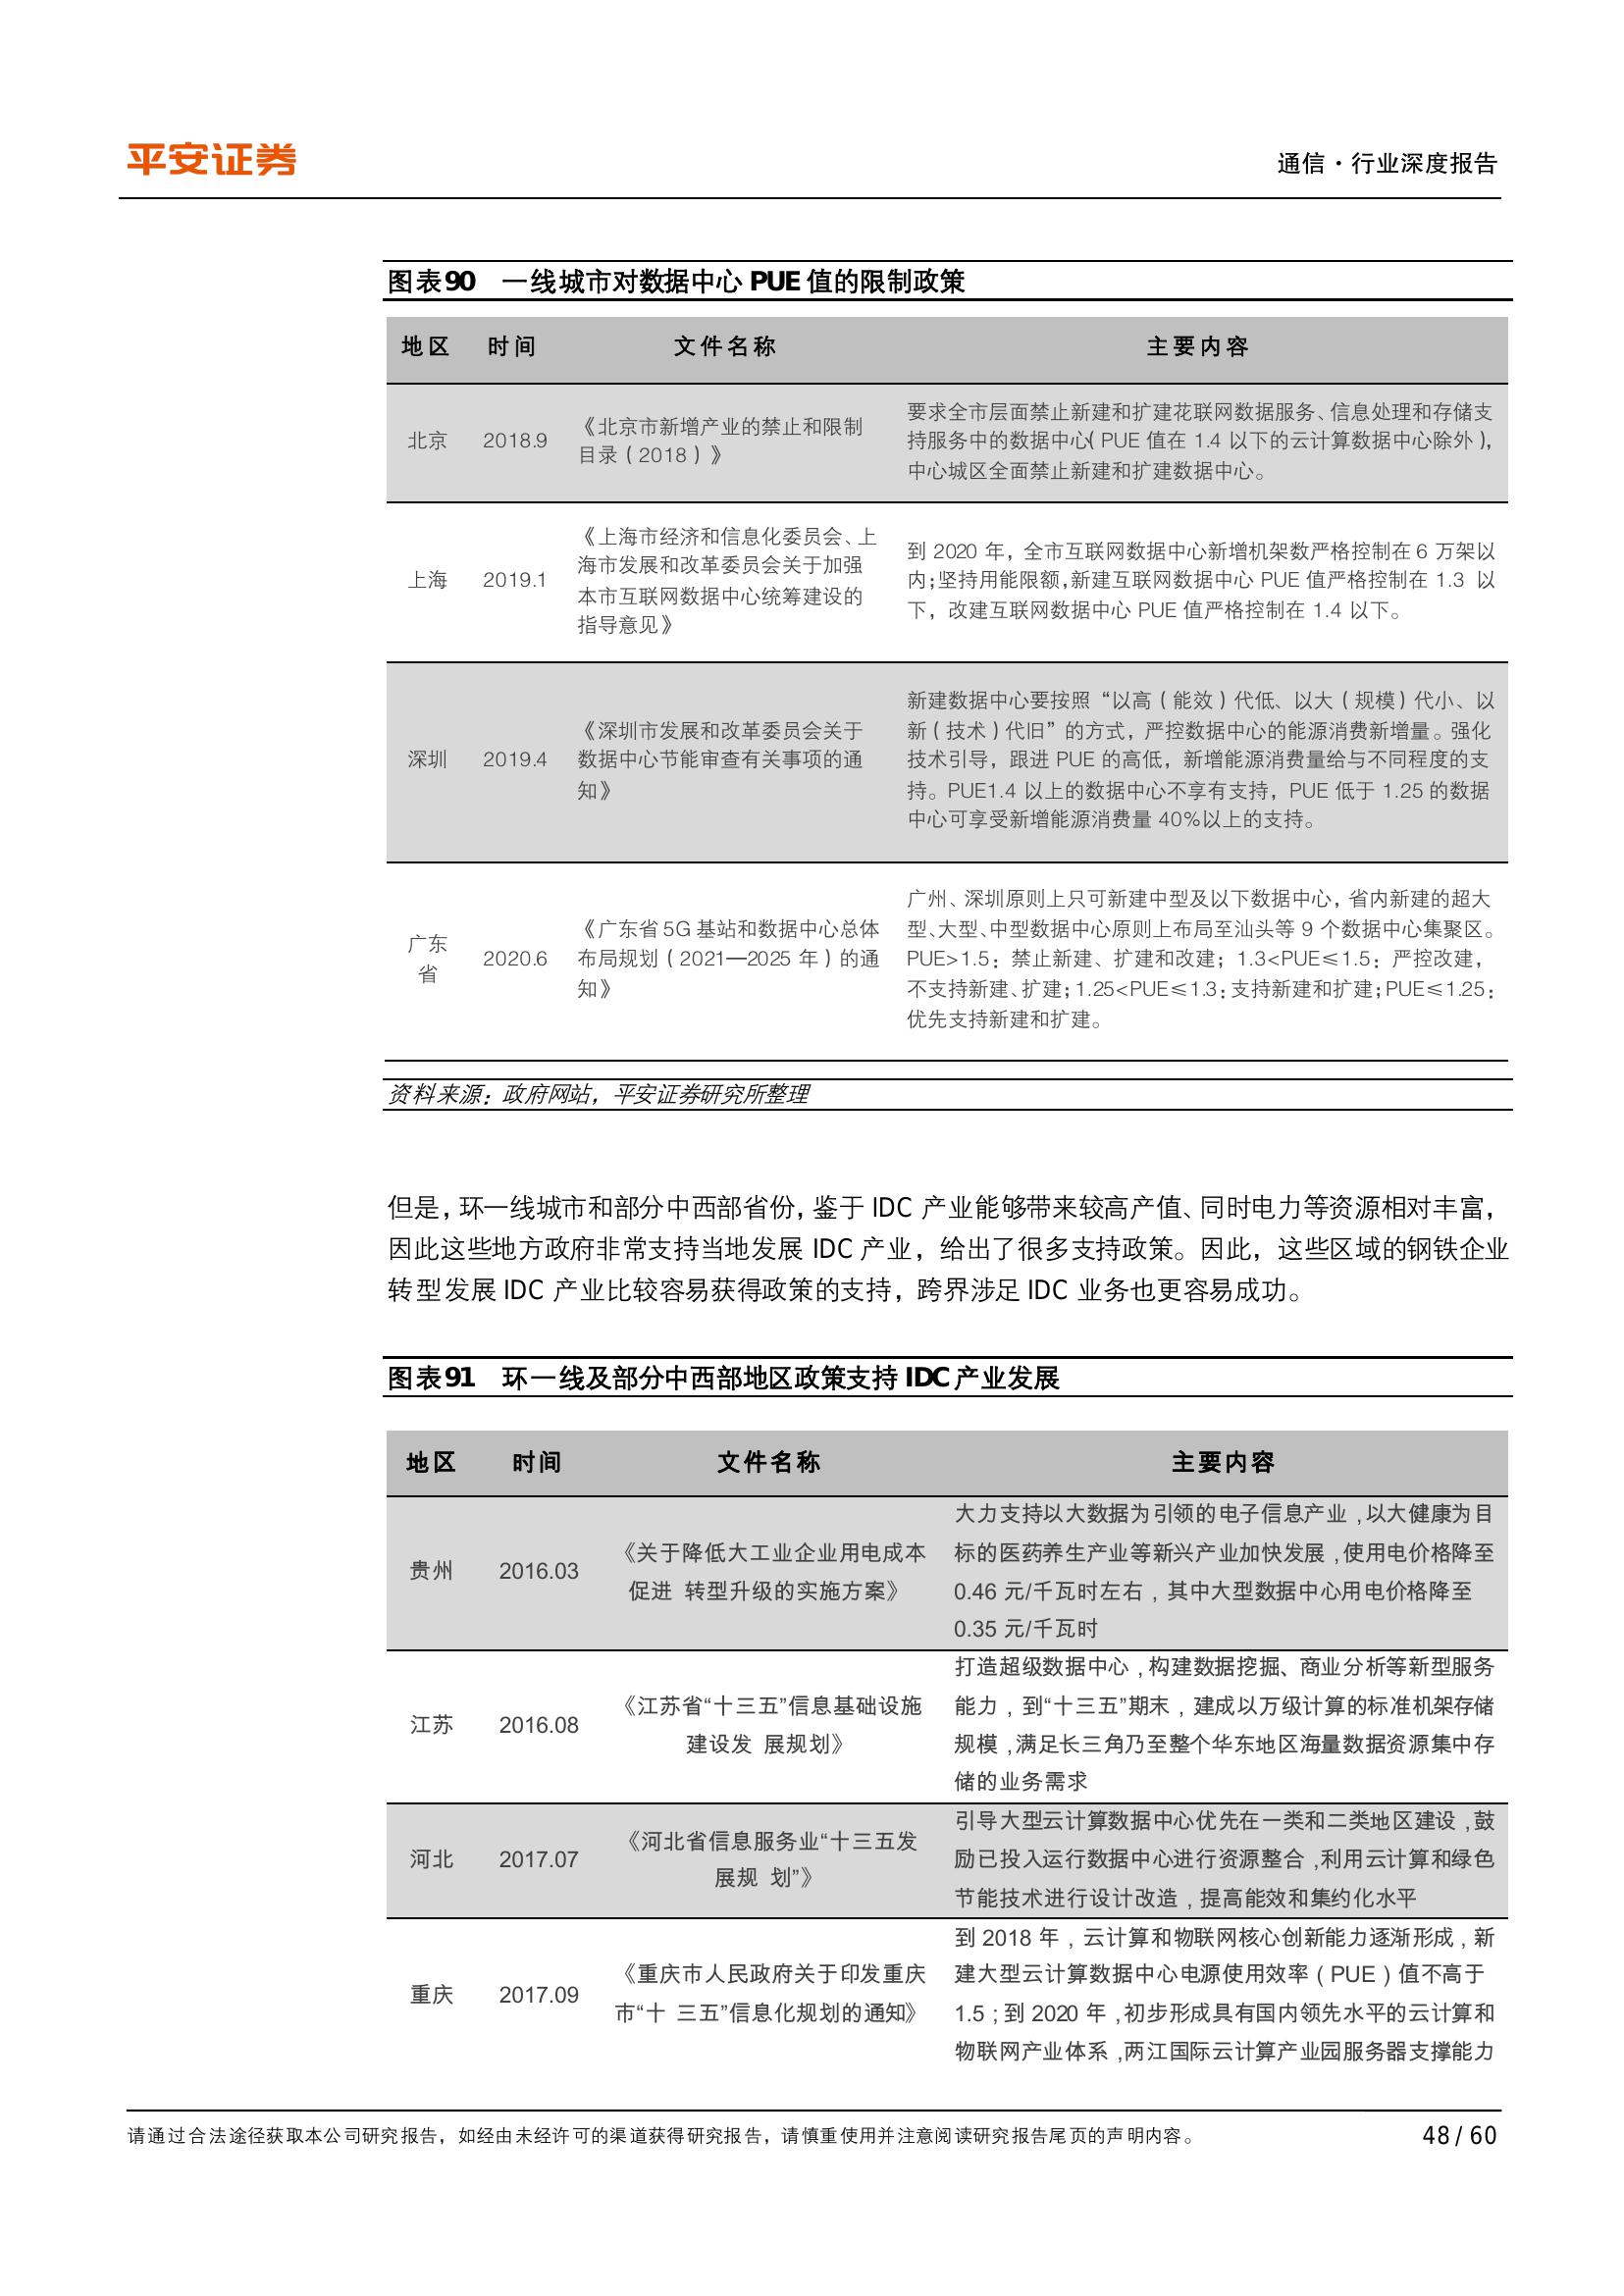 平安证券
通信·行业深度报告
图表90 一线城市对数据中心 PUE 值的限制政策
地区 时间 文件名称 主要内容
北京 2018.9
《北京市新增产业的禁止和限制
目录（2018）》
要求全市层面禁止新建和扩建花联网数据服务、信息处理和存储支
持服务中的数据中心（PUE 值在 1.4 以下的云计算数据中心除外），
中心城区全面禁止新建和扩建数据中心。
上海 2019.1
《上海市经济和信息化委员会、上
海市发展和改革委员会关于加强
本市互联网数据中心统筹建设的
指导意见》
到 2020 年，全市互联网数据中心新增机架数严格控制在 6 万架以
内；坚持用能限额，新建互联网数据中心 PUE 值严格控制在 1.3 以
下，改建互联网数据中心 PUE 值严格控制在 1.4 以下。
深圳 2019.4
《深圳市发展和改革委员会关于
数据中心节能审查有关事项的通
知》
新建数据中心要按照“以高（能效）代低、以大（规模）代小、以
新（技术）代旧”的方式，严控数据中心的能源消费新增量。强化
技术引导，跟进 PUE 的高低，新增能源消费量给与不同程度的支
持。PUE1.4 以上的数据中心不享有支持，PUE 低于 1.25 的数据
中心可享受新增能源消费量 40%以上的支持。
广东
省
2020.6
《广东省 5G 基站和数据中心总体
布局规划（2021—2025 年）的通
知》
广州、深圳原则上只可新建中型及以下数据中心，省内新建的超大
型、大型、中型数据中心原则上布局至汕头等 9 个数据中心集聚区。
PUE>1.5：禁止新建、扩建和改建；1.3<PUE≤1.5：严控改建，
不支持新建、扩建；1.25<PUE≤1.3：支持新建和扩建；PUE≤1.25：
优先支持新建和扩建。
资料来源：政府网站，平安证券研究所整理
但是，环一线城市和部分中西部省份，鉴于 IDC 产业能够带来较高产值、同时电力等资源相对丰富，
因此这些地方政府非常支持当地发展 IDC 产业，给出了很多支持政策。因此，这些区域的钢铁企业
转型发展 IDC 产业比较容易获得政策的支持，跨界涉足 IDC 业务也更容易成功。
图表91 环一线及部分中西部地区政策支持 IDC 产业发展
地区 时间 文件名称 主要内容
贵州 2016.03
《关于降低大工业企业用电成本
促进 转型升级的实施方案》
大力支持以大数据为引领的电子信息产业，以大健康为目
标的医药养生产业等新兴产业加快发展，使用电价格降至
0.46 元/千瓦时左右，其中大型数据中心用电价格降至
0.35 元/千瓦时
江苏 2016.08
《江苏省“十三五”信息基础设施
建设发 展规划》
打造超级数据中心，构建数据挖掘、商业分析等新型服务
能力，到“十三五”期末，建成以万级计算的标准机架存储
规模，满足长三角乃至整个华东地区海量数据资源集中存
储的业务需求
河北 2017.07
《河北省信息服务业“十三五发
展规 划”》
引导大型云计算数据中心优先在一类和二类地区建设，鼓
励已投入运行数据中心进行资源整合，利用云计算和绿色
节能技术进行设计改造，提高能效和集约化水平
重庆 2017.09
《重庆市人民政府关于印发重庆
市“十 三五”信息化规划的通知》
到 2018 年，云计算和物联网核心创新能力逐渐形成，新
建大型云计算数据中心电源使用效率（PUE）值不高于
1.5；到 2020 年，初步形成具有国内领先水平的云计算和
物联网产业体系，两江国际云计算产业园服务器支撑能力
请通过合法途径获取本公司研究报告，如经由未经许可的渠道获得研究报告，请慎重使用并注意阅读研究报告尾页的声明内容。
48 / 60